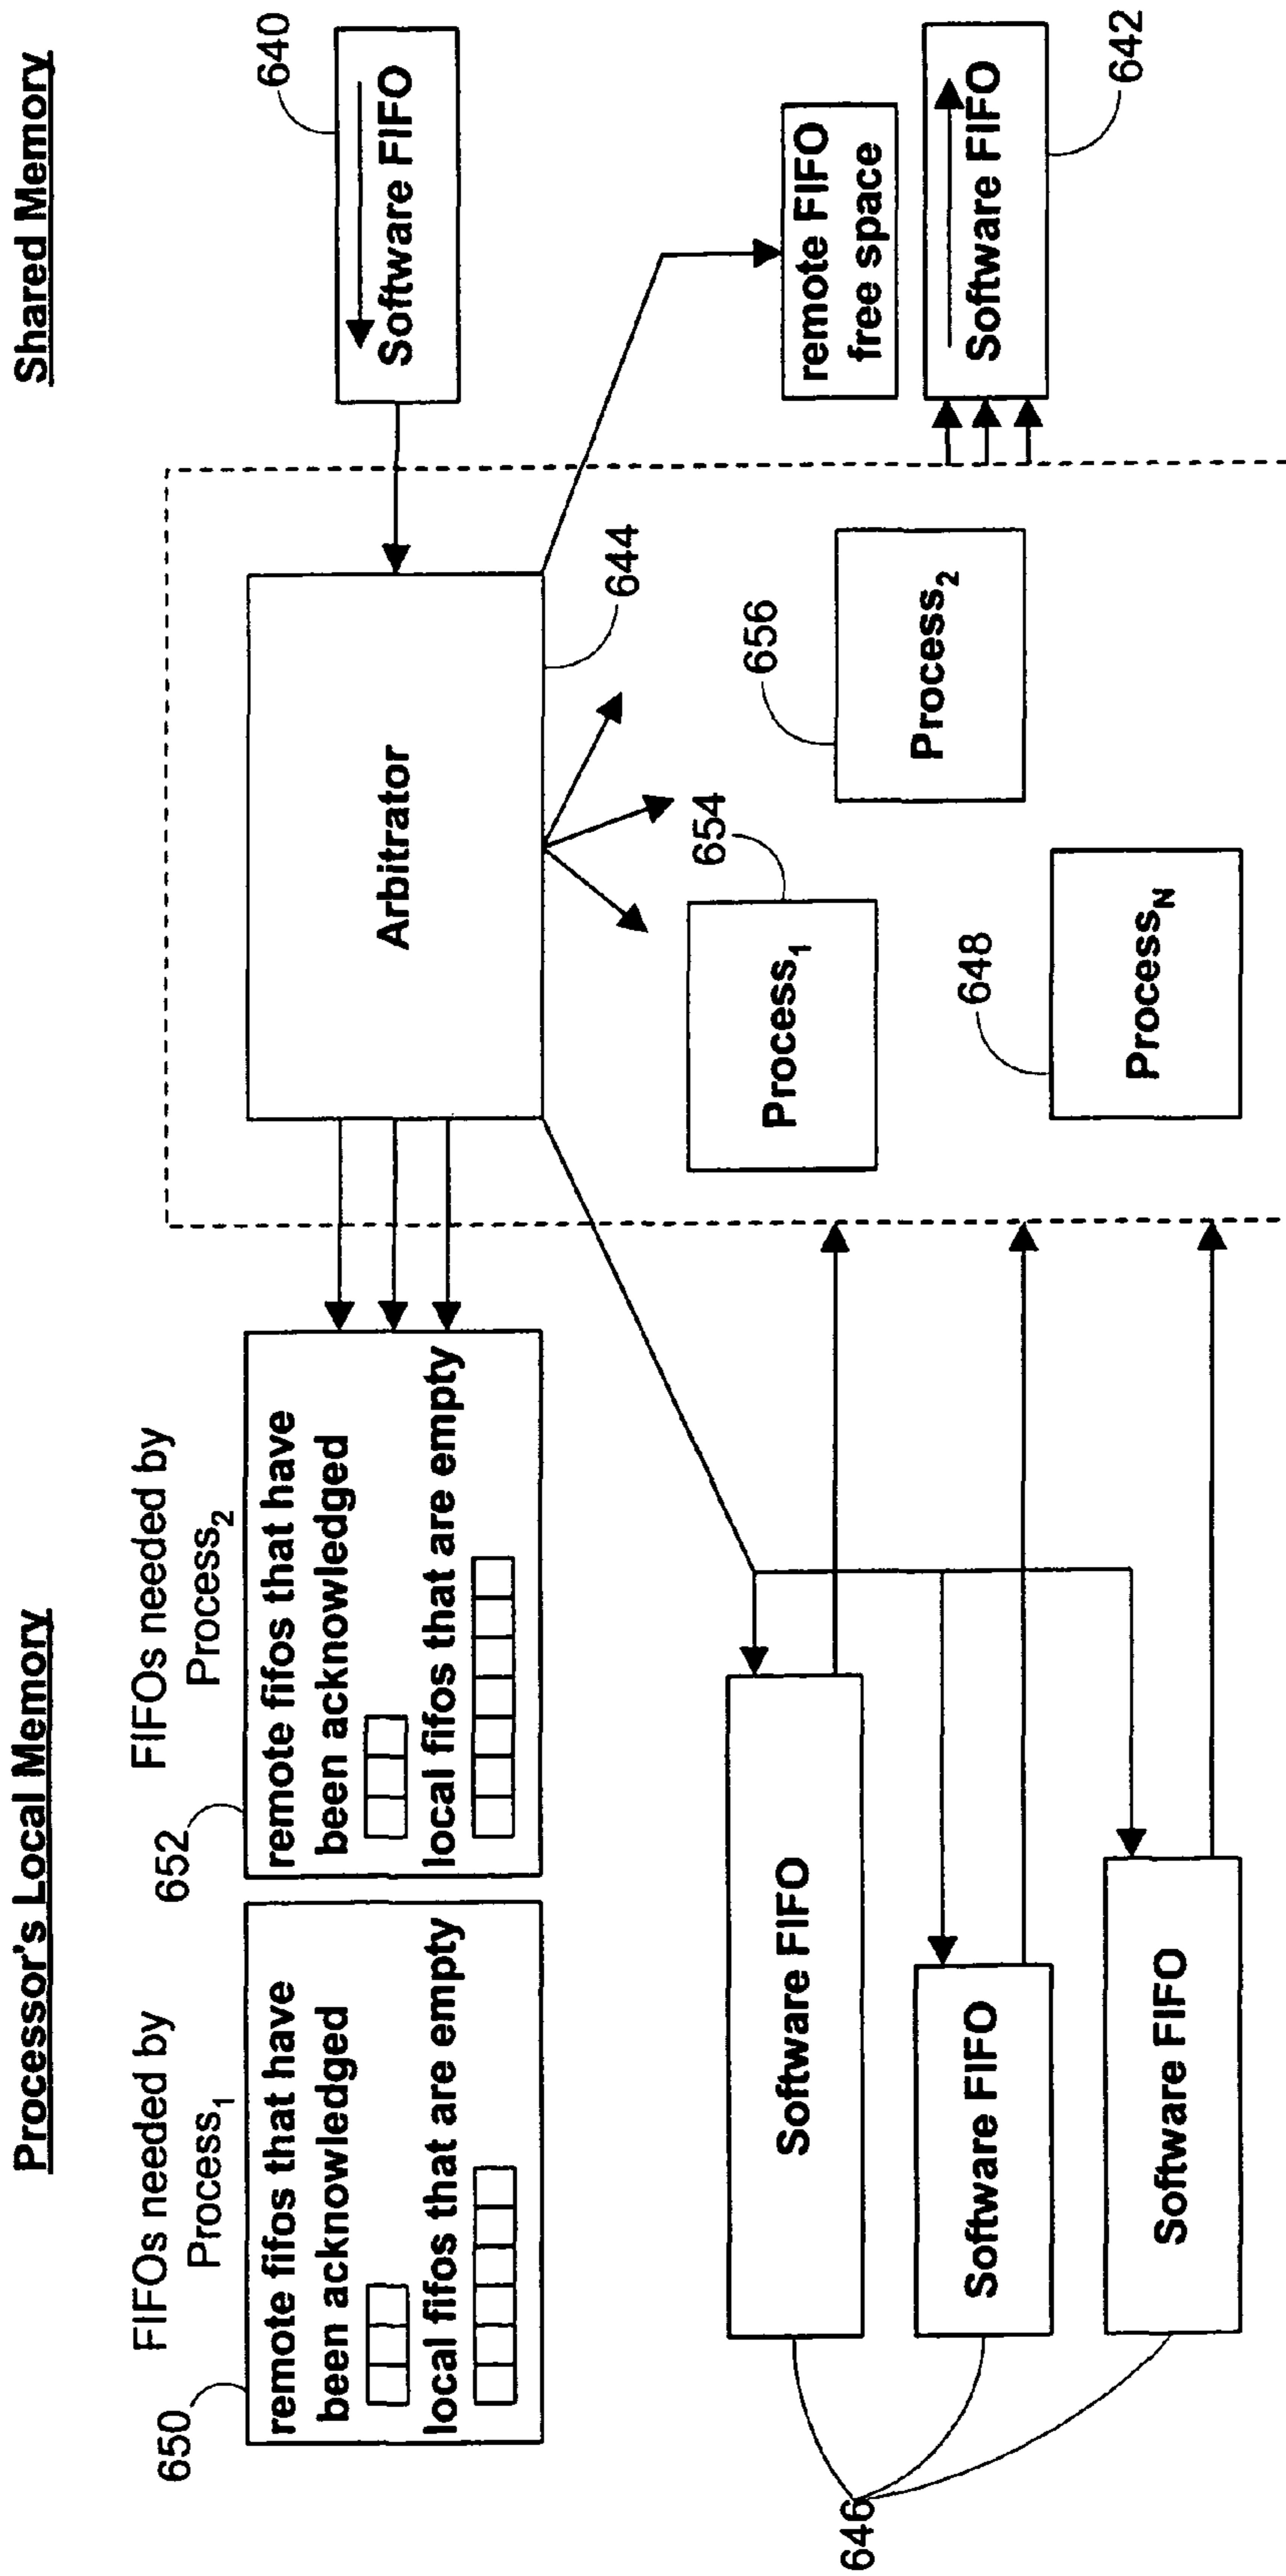 Processor's Local Memory
Shared Memory
FIFOs needed by
Process1
650
remote fifos that have
been acknowledged
local fifos that are empty
FIFOs needed by
Process2
652
remote fifos that have
been acknowledged
local fifos that are empty
Arbitrator
644
640
Software FIFO
remote FIFO
free space
Software FIFO
642
654
Process1
656
Process2
648
ProcessN
Software FIFO
Software FIFO
Software FIFO
646